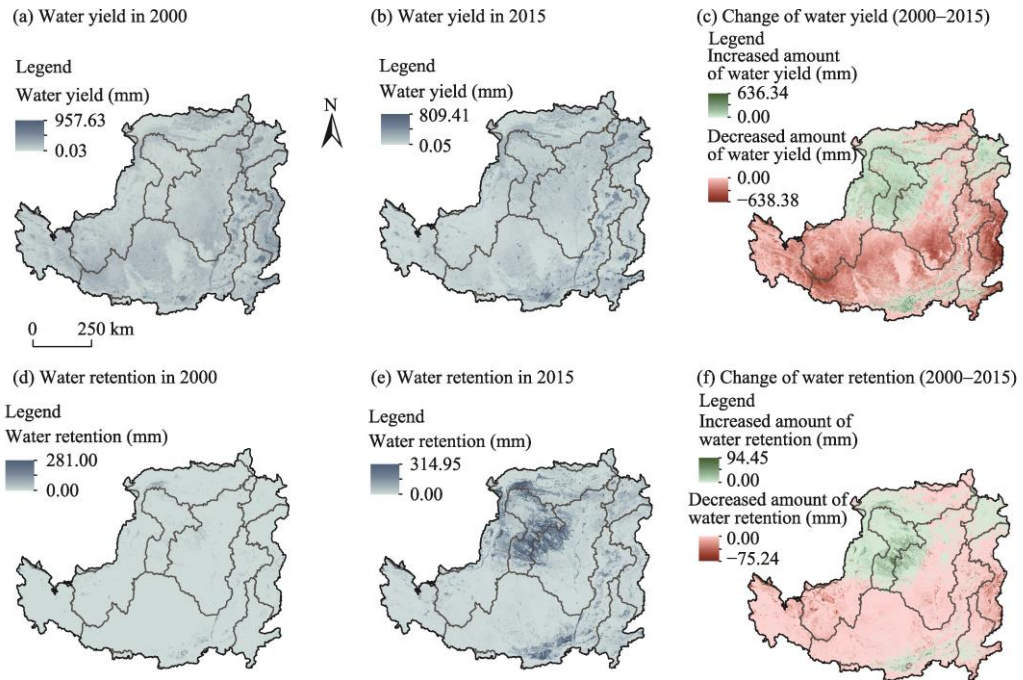 (a) Water yield in 2000
Legend
Water yield (mm)
957.63
0.03
0 250 km
(b) Water yield in 2015
Legend
Water yield (mm)
809.41
0.05
N
(c) Change of water yield (2000–2015)
Legend
Increased amount
of water yield (mm)
636.34
0.00
Decreased amount
of water yield (mm)
0.00
−638.38
(d) Water retention in 2000
Legend
Water retention (mm)
281.00
0.00
(e) Water retention in 2015
Legend
Water retention (mm)
314.95
0.00
(f) Change of water retention (2000–2015)
Legend
Increased amount of
water retention (mm)
94.45
0.00
Decreased amount of
water retention (mm)
0.00
−75.24